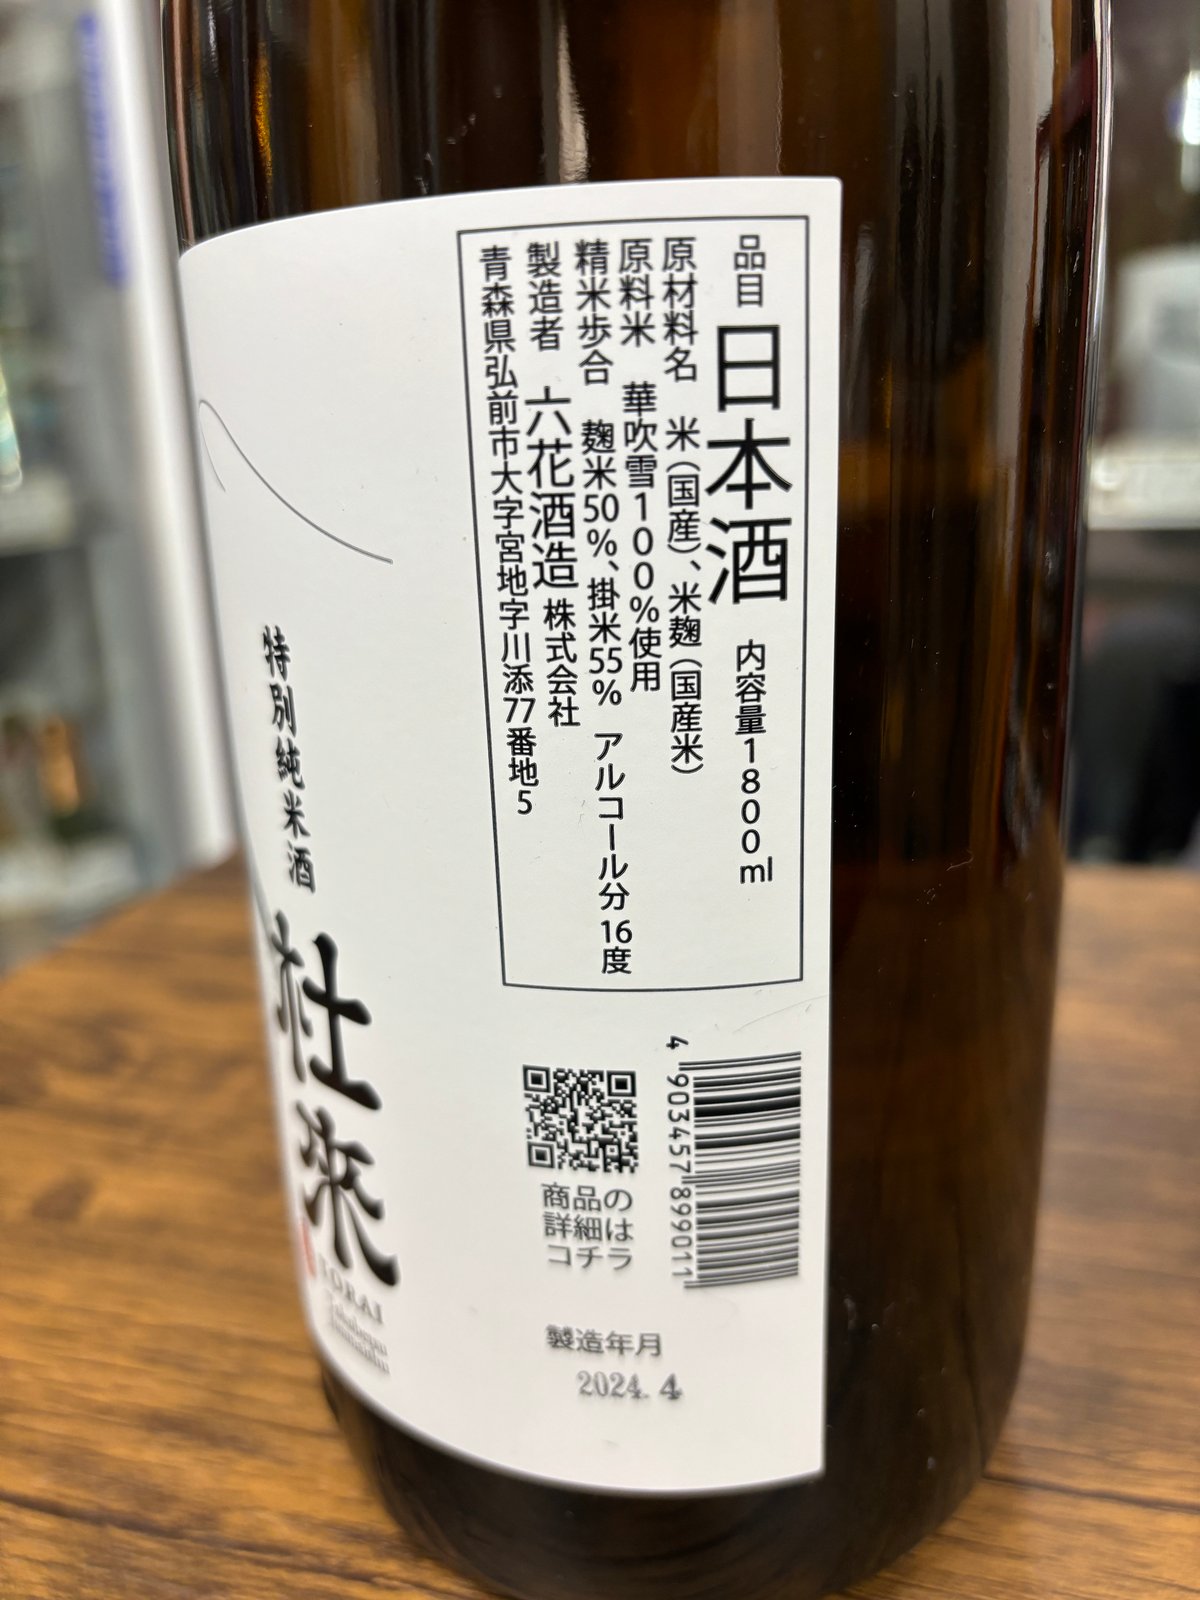 品目 日本酒 内容量1800ml
原材料名 米(国産)、米麹(国産米)
原料米 華吹雪100%使用
精米歩合 麹米50%、掛米55% アルコール分 16度
製造者 六花酒造 株式会社
青森県弘前市大字宮地字川添77番地5
特別純米酒
杜來
TORAI
Tokubetsu
Junmaishu
4 903457 899011
商品の
詳細は
コチラ
製造年月
2024. 4